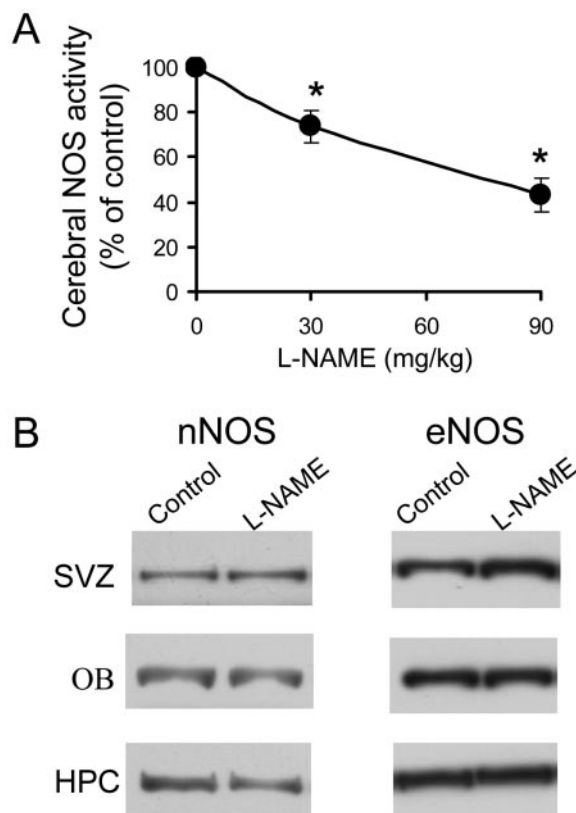 A
Cerebral NOS activity
(% of control)
100
80
60
40
20
0
*
*
0 30 60 90
L-NAME (mg/kg)
B
nNOS eNOS
Control L-NAME Control L-NAME
SVZ
OB
HPC